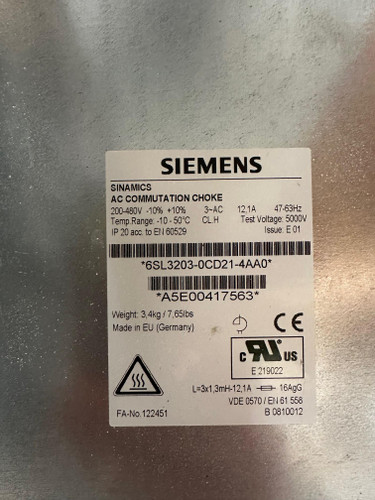 SIEMENS
SINAMICS
AC COMMUTATION CHOKE
200-480V -10% +10% 3~AC 12,1A 47-63Hz
Temp.Range: -10 - 50°C CL.H Test Voltage: 5000V
IP 20 acc. to EN 60529 Issue: E 01
*6SL3203-0CD21-4AA0*
*A5E00417563*
Weight: 3,4kg / 7,65lbs
Made in EU (Germany)
CE
C UR US
E 219022
L=3x1,3mH-12,1A 16AgG
VDE 0570 / EN 61 558
FA-No.122451 B 0810012